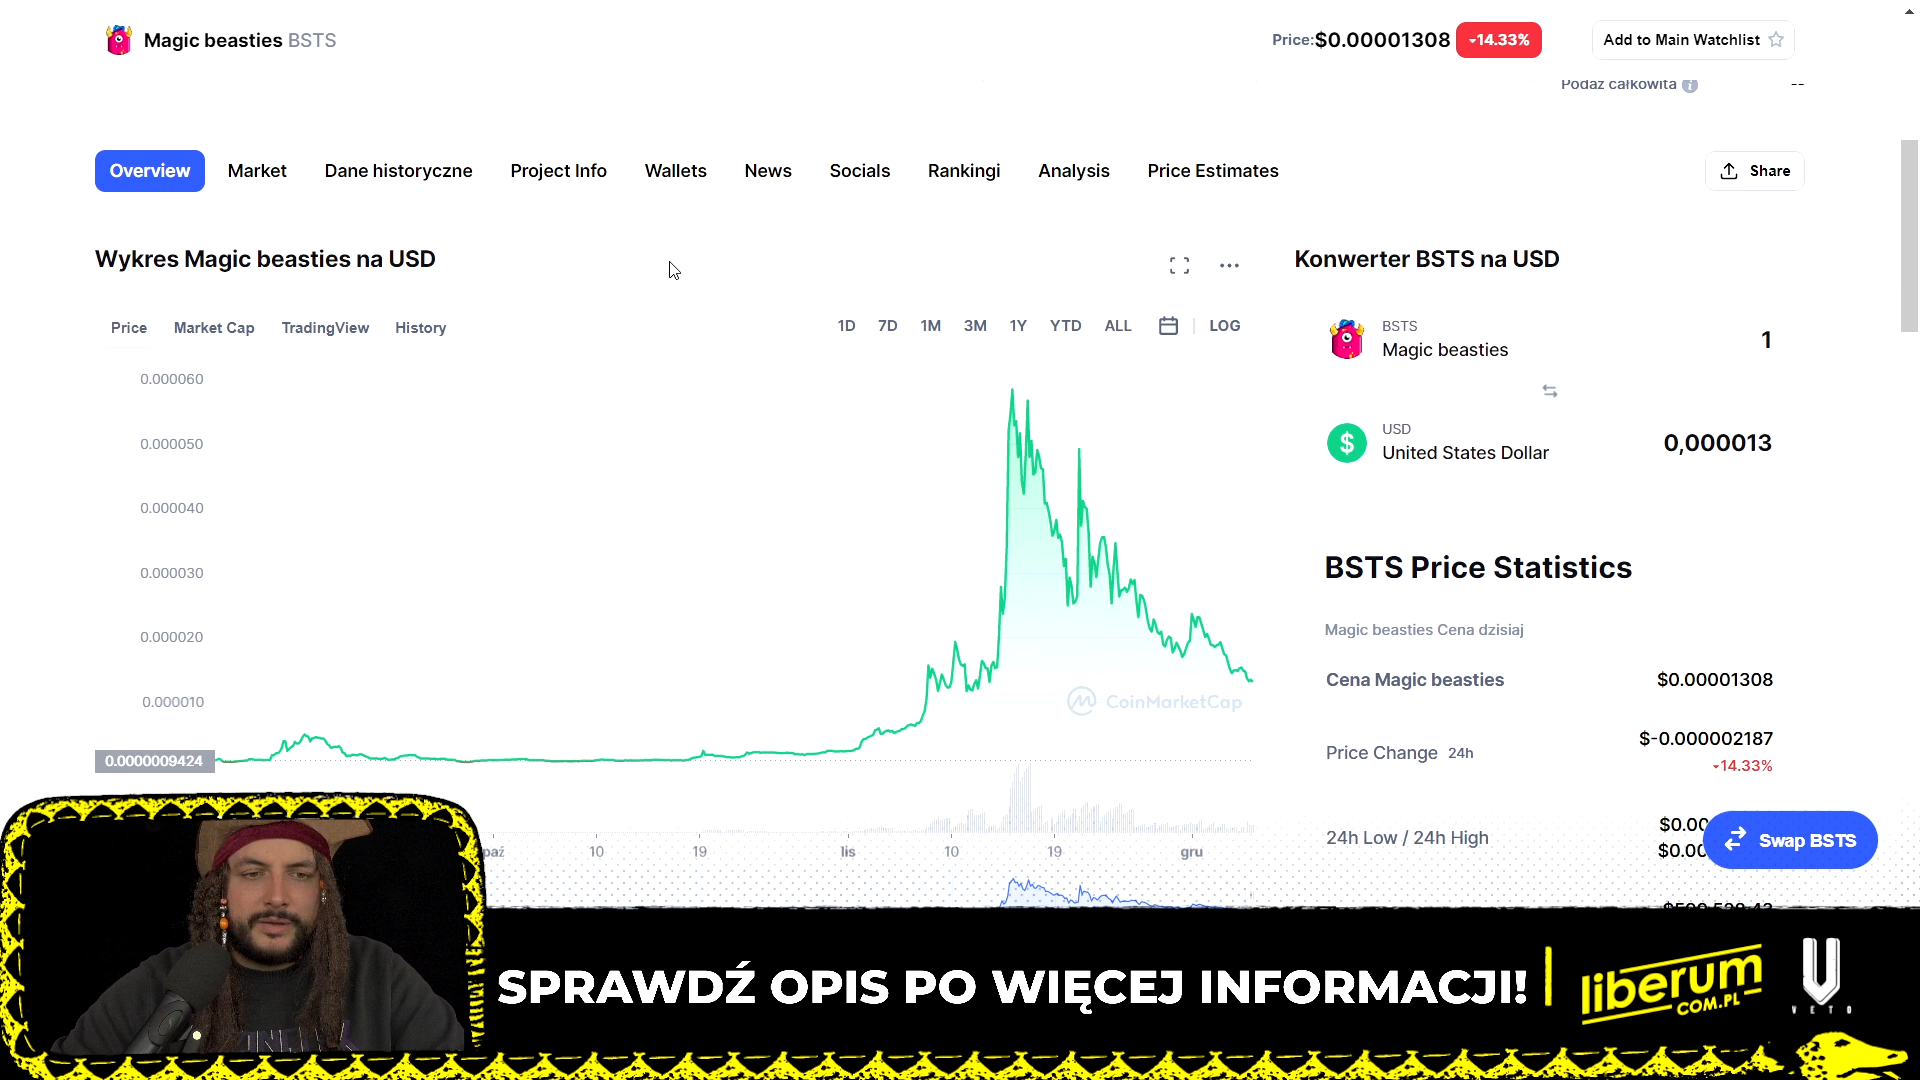 Magic beasties BSTS
Price:$0.00001308 14.33%
Add to Main Watchlist
Podaż całkowita --
Overview Market Dane historyczne Project Info Wallets News Socials Rankingi Analysis Price Estimates
Share
Wykres Magic beasties na USD
Price Market Cap TradingView History
1D 7D 1M 3M 1Y YTD ALL LOG
0.000060
0.000050
0.000040
0.000030
0.000020
0.000010
0.0000009424
CoinMarketCap
paź 10 19 lis 10 19 gru
Konwerter BSTS na USD
BSTS
Magic beasties
1
USD
United States Dollar
0,000013
BSTS Price Statistics
Magic beasties Cena dzisiaj
Cena Magic beasties $0.00001308
Price Change 24h
$-0.000002187
14.33%
24h Low / 24h High
Swap BSTS
SPRAWDŹ OPIS PO WIĘCEJ INFORMACJI!
liberum
COM.PL
VETO